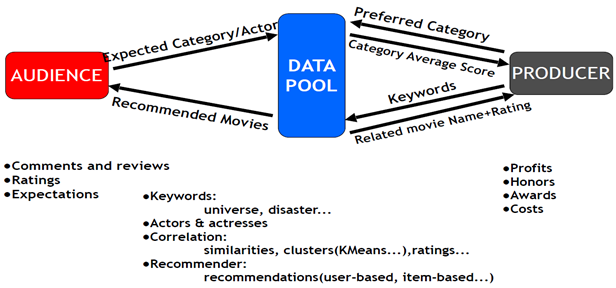 Preferred Category
Expected Category/Actor
DATA
POOL
Category Average Score
AUDIENCE
PRODUCER
Keywords
Recommended Movies
Related movie Name+Rating
●Comments and reviews
●Ratings
●Expectations
●Keywords:
universe, disaster...
●Actors & actresses
●Correlation:
similarities, clusters(KMeans...),ratings...
●Recommender:
recommendations(user-based, item-based...)
●Profits
●Honors
●Awards
●Costs